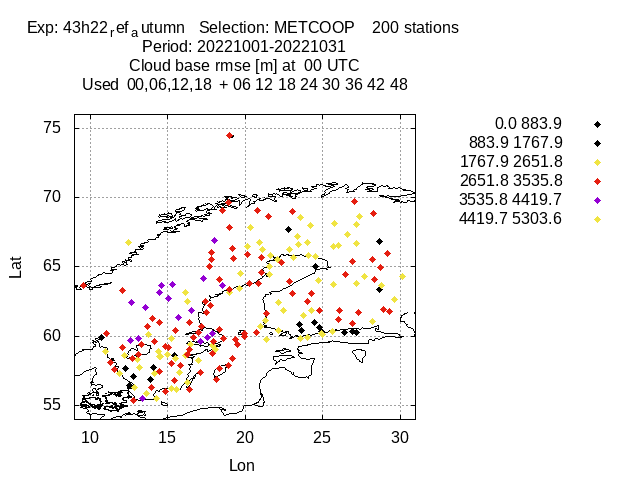 Exp: 43h22refautumn Selection: METCOOP 200 stations
Period: 20221001-20221031
Cloud base rmse [m] at 00 UTC
Used 00,06,12,18 + 06 12 18 24 30 36 42 48
0.0 883.9
883.9 1767.9
1767.9 2651.8
2651.8 3535.8
3535.8 4419.7
4419.7 5303.6
75
70
65
60
55
Lat
10 15 20 25 30
Lon